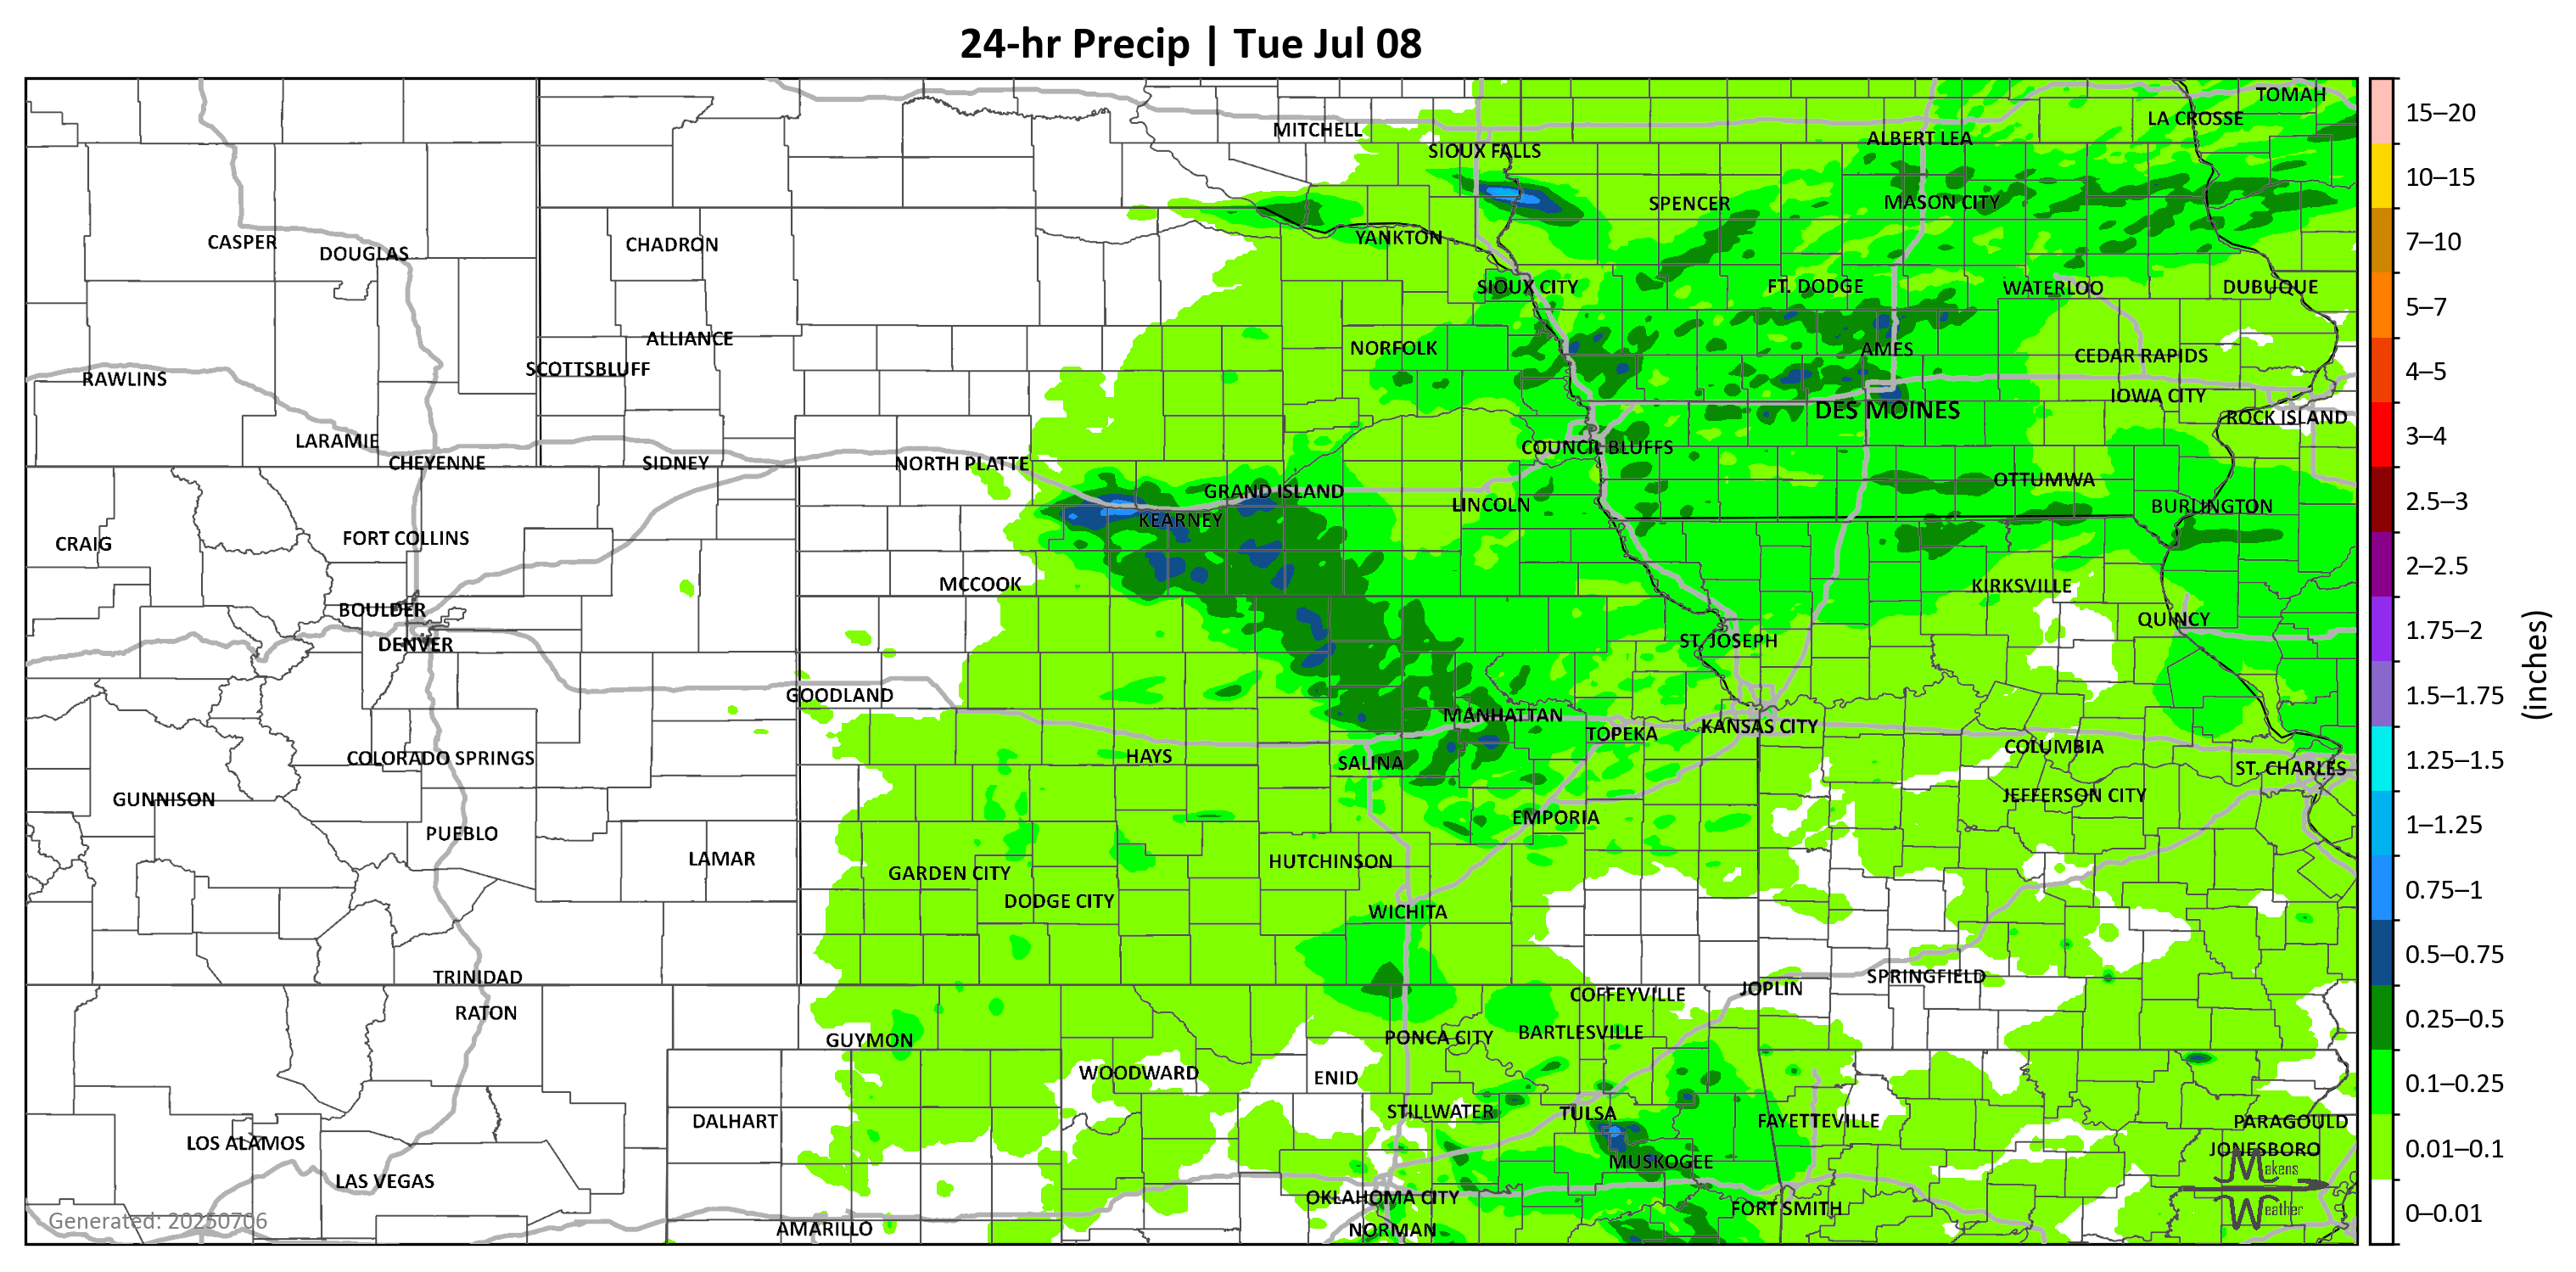 24-hr Precip | Tue Jul 08
TOMAH
LA CROSSE
MITCHELL
ALBERT LEA
SIOUX FALLS
SPENCER
MASON CITY
YANKTON
CASPER
CHADRON
DOUGLAS
SIOUX CITY
FT. DODGE
WATERLOO
DUBUQUE
ALLIANCE
NORFOLK
AMES
CEDAR RAPIDS
SCOTTSBLUFF
RAWLINS
IOWA CITY
DES MOINES
ROCK ISLAND
LARAMIE
COUNCIL BLUFFS
CHEYENNE
SIDNEY
NORTH PLATTE
OTTUMWA
GRAND ISLAND
LINCOLN
BURLINGTON
KEARNEY
CRAIG
FORT COLLINS
MCCOOK
KIRKSVILLE
BOULDER
QUINCY
DENVER
ST. JOSEPH
GOODLAND
MANHATTAN
KANSAS CITY
TOPEKA
COLUMBIA
COLORADO SPRINGS
HAYS
SALINA
ST. CHARLES
GUNNISON
JEFFERSON CITY
EMPORIA
PUEBLO
LAMAR
HUTCHINSON
GARDEN CITY
DODGE CITY
WICHITA
TRINIDAD
SPRINGFIELD
JOPLIN
COFFEYVILLE
RATON
GUYMON
PONCA CITY
BARTLESVILLE
WOODWARD
ENID
STILLWATER
TULSA
DALHART
FAYETTEVILLE
PARAGOULD
LOS ALAMOS
JONESBORO
MUSKOGEE
LAS VEGAS
OKLAHOMA CITY
FORT SMITH
AMARILLO
NORMAN
Generated: 20250706
Makens
Weather
15–20
10–15
7–10
5–7
4–5
3–4
2.5–3
2–2.5
1.75–2
1.5–1.75
1.25–1.5
1–1.25
0.75–1
0.5–0.75
0.25–0.5
0.1–0.25
0.01–0.1
0–0.01
(inches)